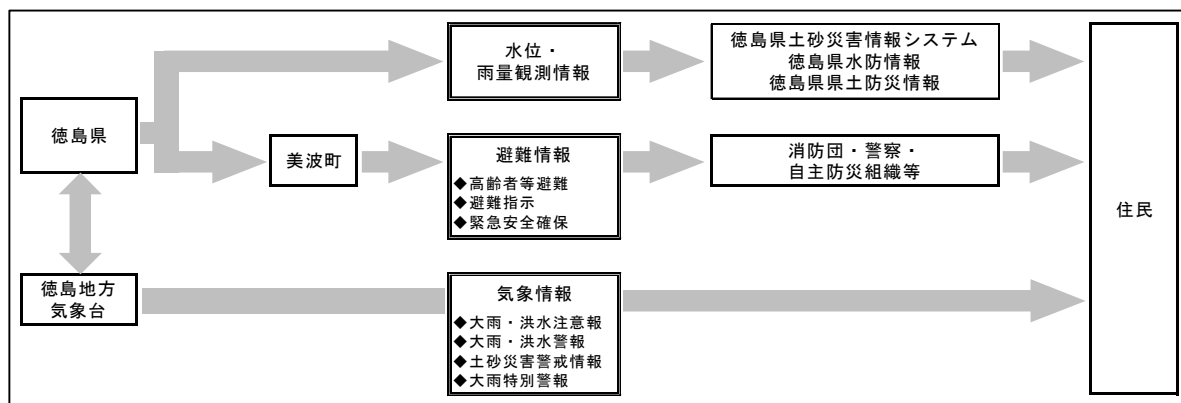 徳島県
徳島地方
気象台
美波町
水位・
雨量観測情報
避難情報
◆高齢者等避難
◆避難指示
◆緊急安全確保
気象情報
◆大雨・洪水注意報
◆大雨・洪水警報
◆土砂災害警戒情報
◆大雨特別警報
徳島県土砂災害情報システム
徳島県水防情報
徳島県県土防災情報
消防団・警察・
自主防災組織等
住民